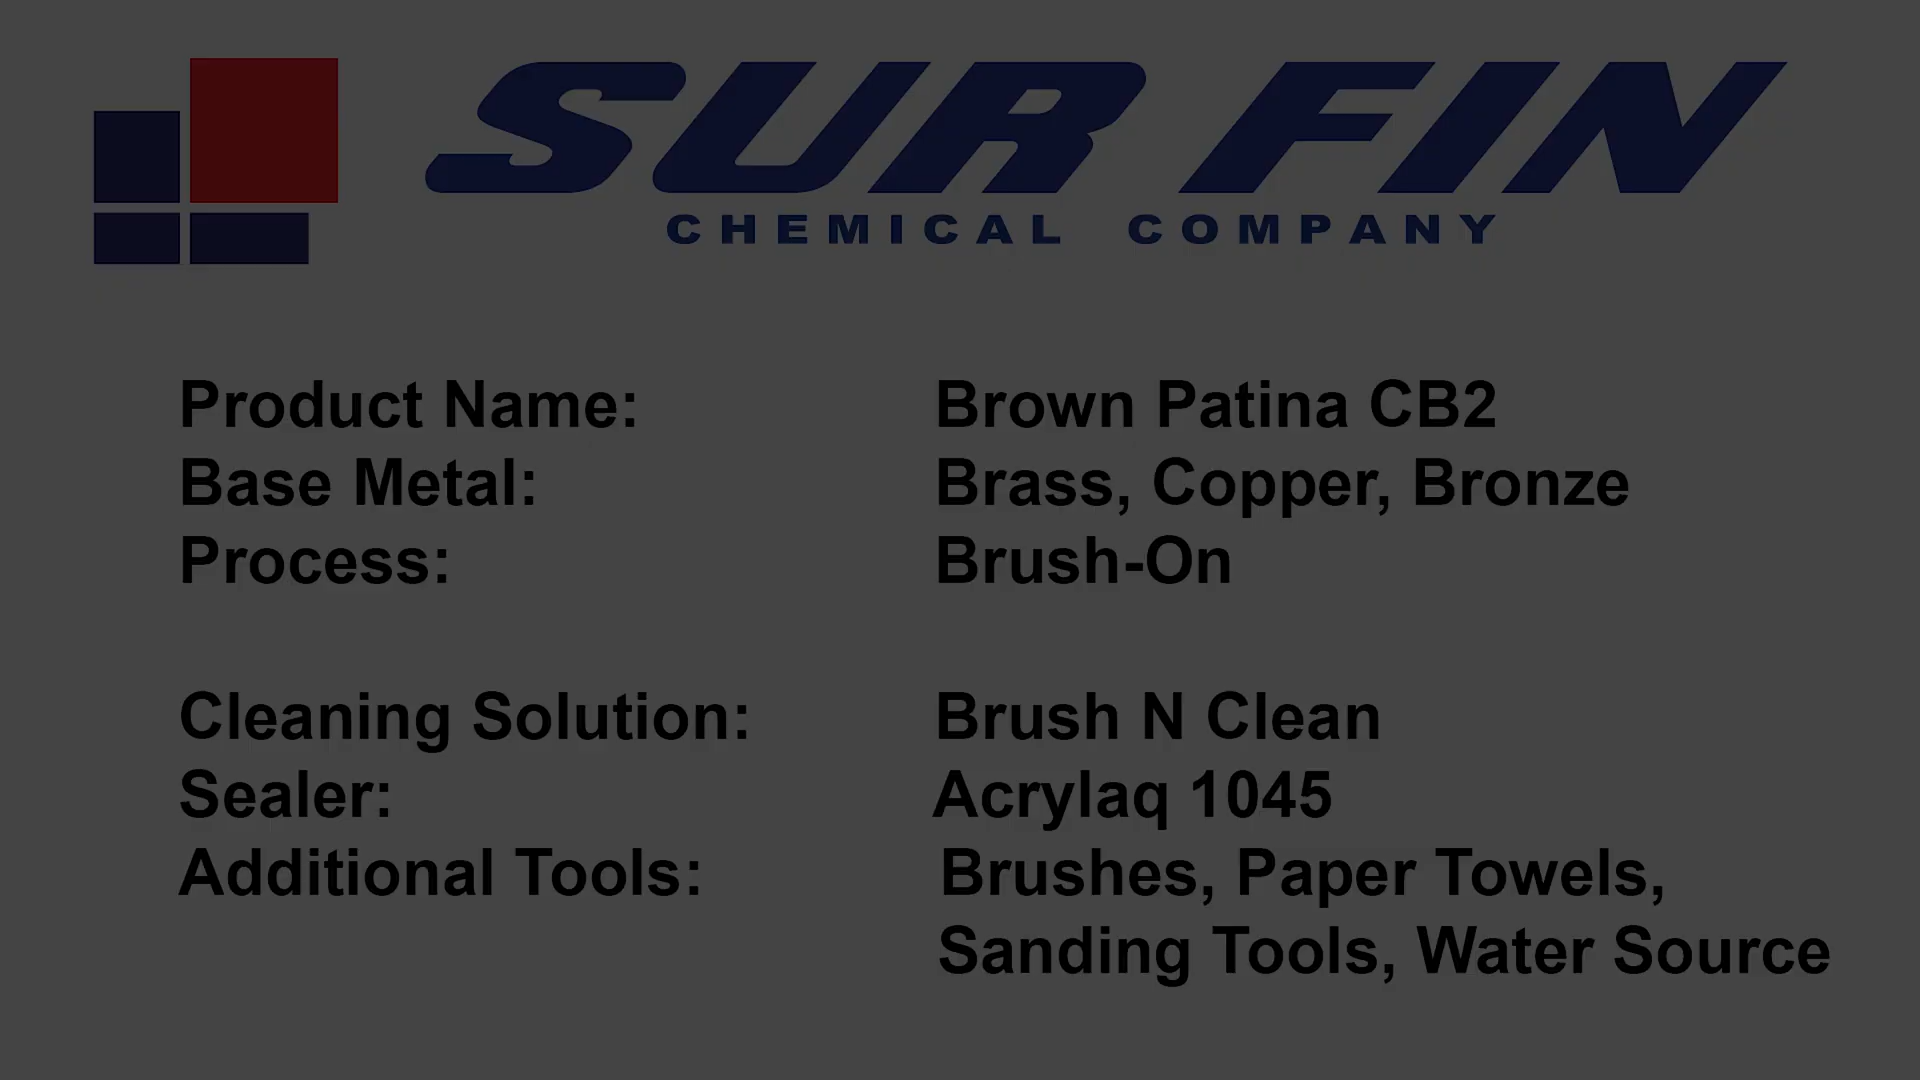 SUR FIN
CHEMICAL COMPANY
Product Name: Brown Patina CB2
Base Metal: Brass, Copper, Bronze
Process: Brush-On
Cleaning Solution: Brush N Clean
Sealer: Acrylaq 1045
Additional Tools: Brushes, Paper Towels,
Sanding Tools, Water Source